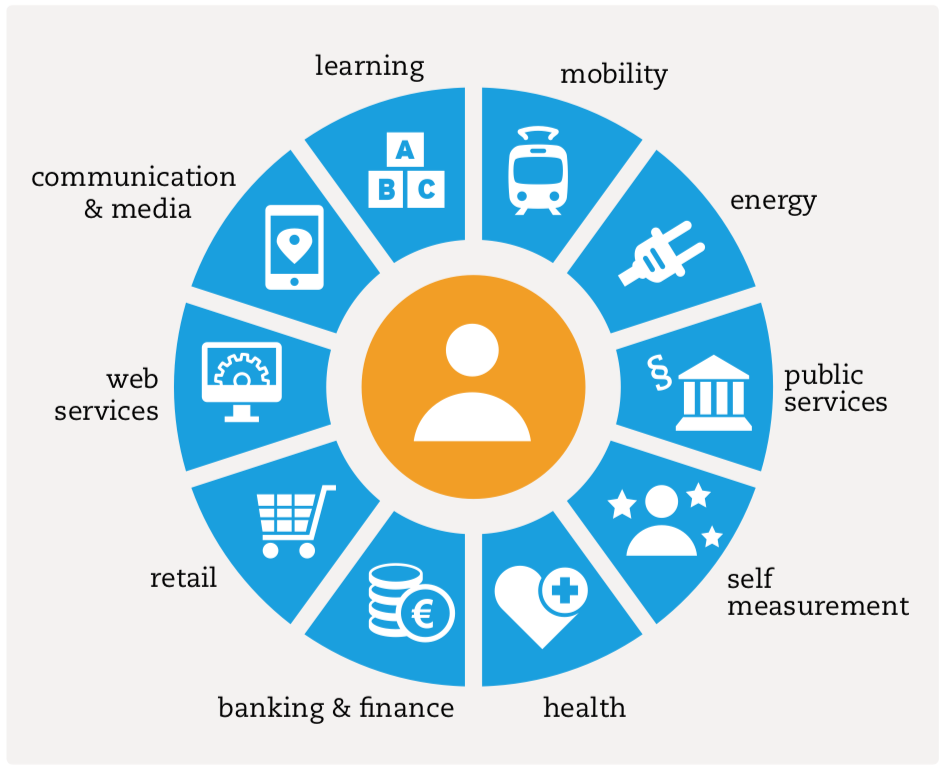 learning
mobility
communication
& media
energy
A
B C
web
services
§
public
services
retail
self
measurement
€
banking & finance
health